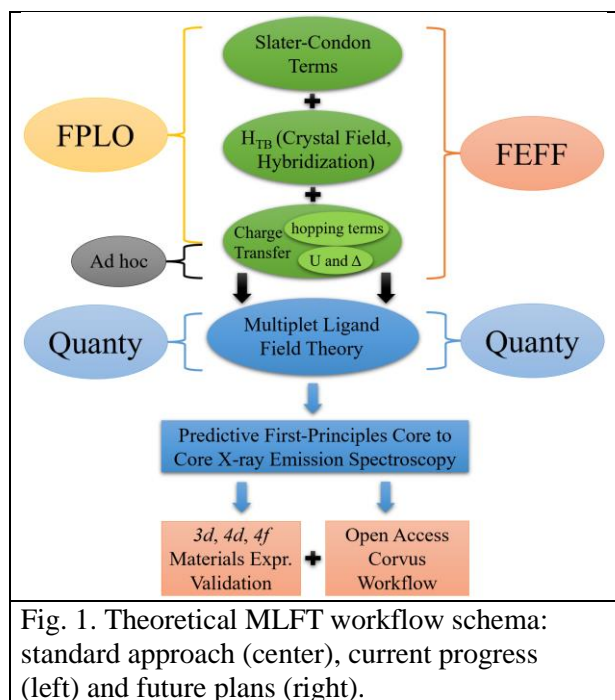 Slater-Condon
Terms
+
FPLO
H_TB (Crystal Field,
Hybridization)
FEFF
+
Charge
Transfer
hopping terms
U and Δ
Ad hoc
Quanty
Multiplet Ligand
Field Theory
Quanty
Predictive First-Principles Core to
Core X-ray Emission Spectroscopy
3d, 4d, 4f
Materials Expr.
Validation
+
Open Access
Corvus
Workflow
Fig. 1. Theoretical MLFT workflow schema:
standard approach (center), current progress
(left) and future plans (right).